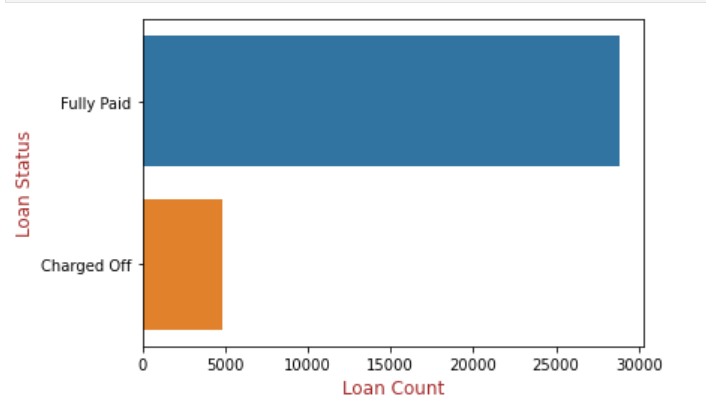 Loan Status
Fully Paid
Charged Off
0 5000 10000 15000 20000 25000 30000
Loan Count